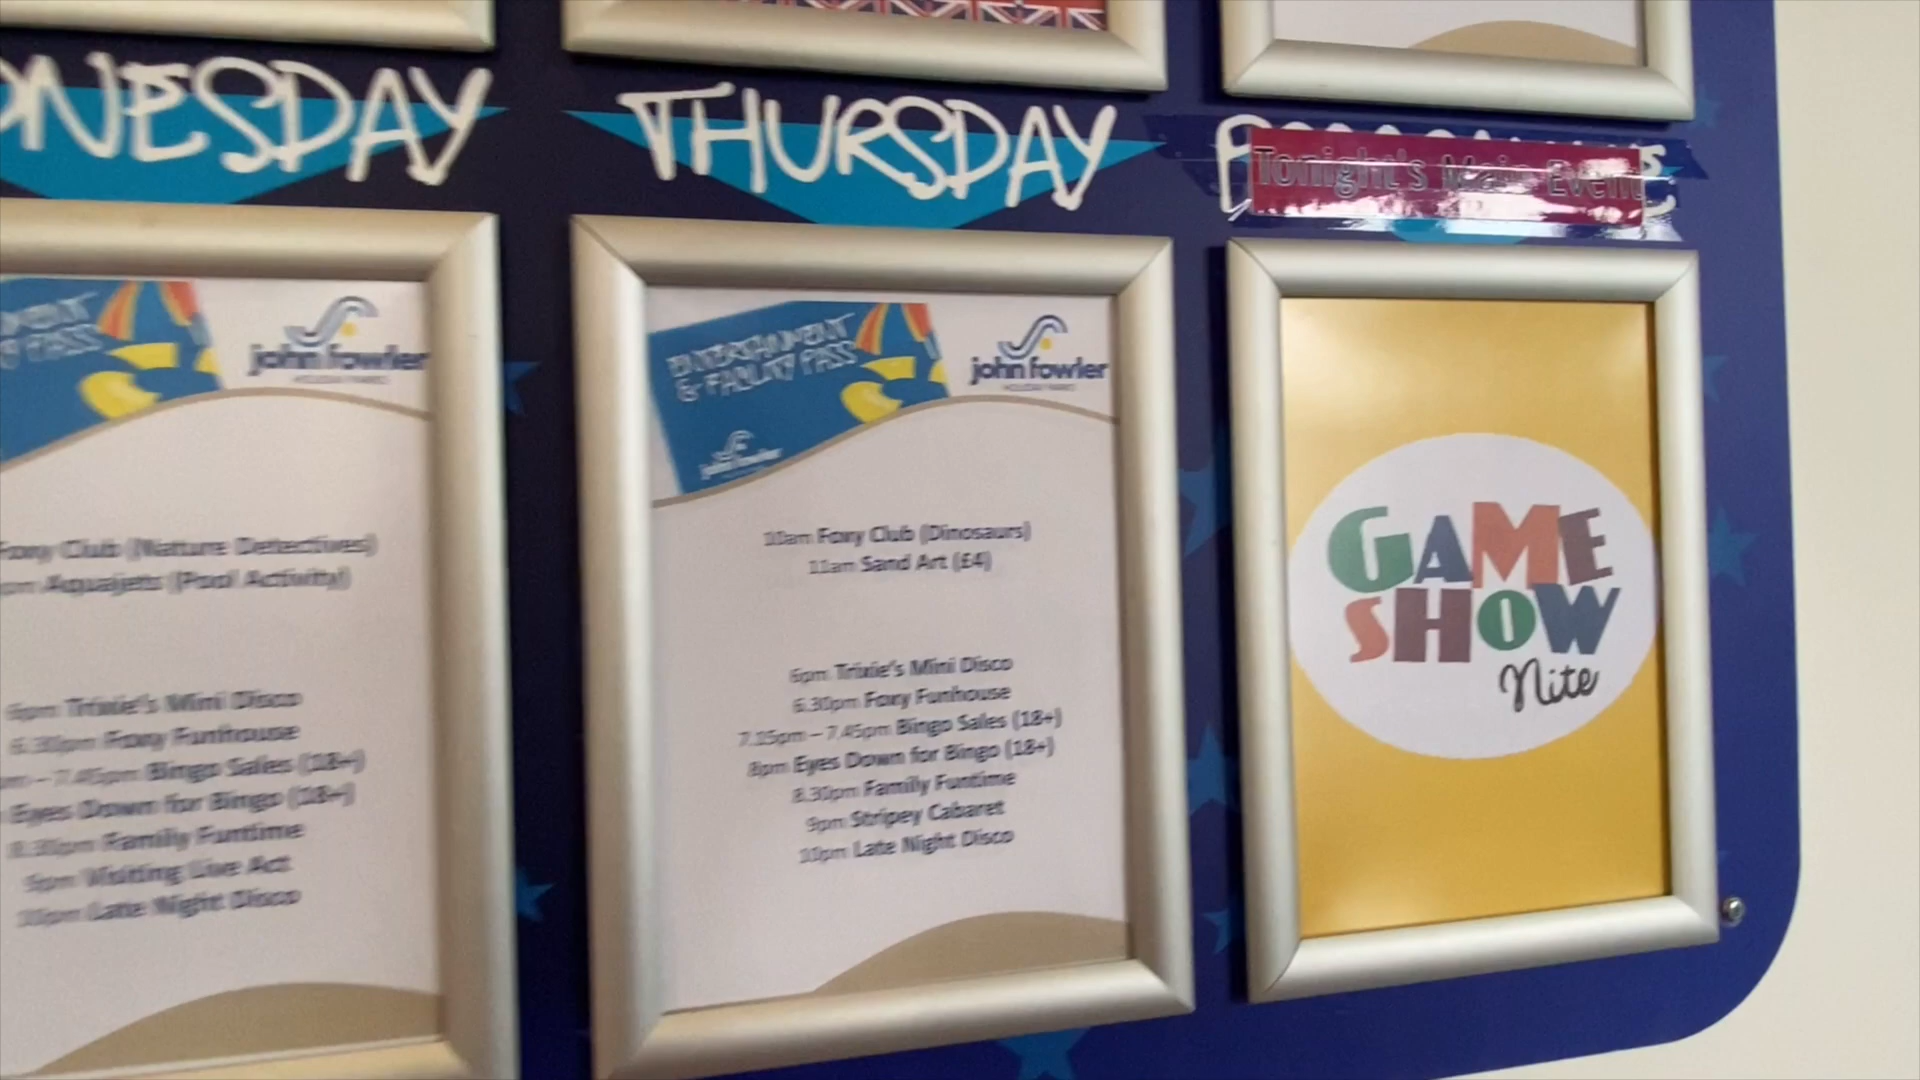 DNESDAY
THURSDAY
Tonight's Main Event
PASS
john fowler
HOLIDAY PARKS
Foxy Club (Nature Detectives)
pm Aquajets (Pool Activity)
6pm Trixie's Mini Disco
6.30pm Foxy Funhouse
pm – 7.45pm Bingo Sales (18+)
Eyes Down for Bingo (18+)
8.30pm Family Funtime
9pm Visiting Live Act
10pm Late Night Disco
ENTERTAINMENT
& FACILITY PASS
john fowler
john fowler
HOLIDAY PARKS
10am Foxy Club (Dinosaurs)
11am Sand Art (£4)
6pm Trixie's Mini Disco
6.30pm Foxy Funhouse
7.15pm – 7.45pm Bingo Sales (18+)
8pm Eyes Down for Bingo (18+)
8.30pm Family Funtime
9pm Stripey Cabaret
10pm Late Night Disco
GAME
SHOW
Nite